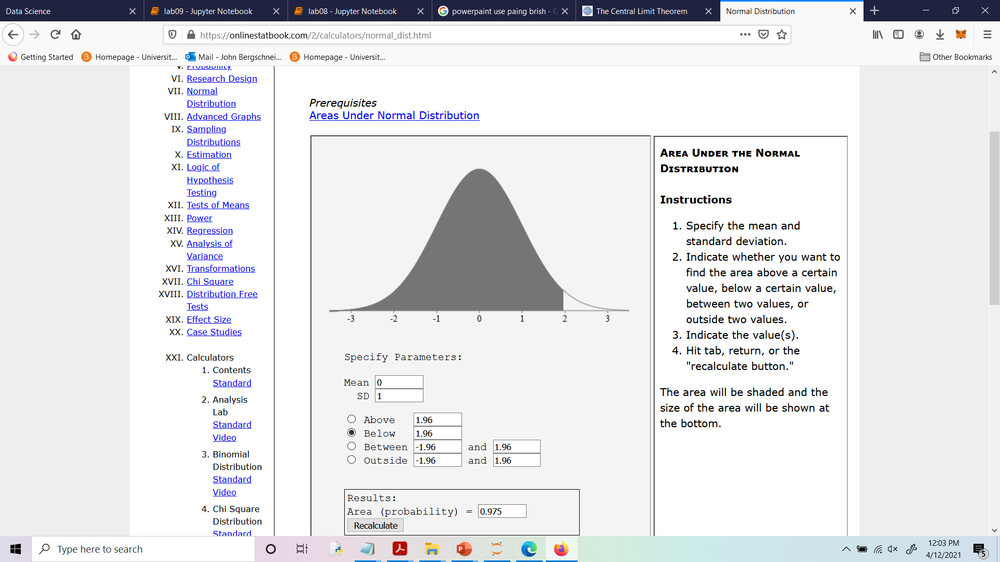 Data Science
lab09 - Jupyter Notebook
lab08 - Jupyter Notebook
powerpaint use paing brish - G
The Central Limit Theorem
Normal Distribution
https://onlinestatbook.com/2/calculators/normal_dist.html
Getting Started
Homepage - Universit...
Mail - John Bergschnei...
Homepage - Universit...
Other Bookmarks
V. Probability
VI. Research Design
VII. Normal
Distribution
VIII. Advanced Graphs
IX. Sampling
Distributions
X. Estimation
XI. Logic of
Hypothesis
Testing
XII. Tests of Means
XIII. Power
XIV. Regression
XV. Analysis of
Variance
XVI. Transformations
XVII. Chi Square
XVIII. Distribution Free
Tests
XIX. Effect Size
XX. Case Studies
XXI. Calculators
1. Contents
Standard
2. Analysis
Lab
Standard
Video
3. Binomial
Distribution
Standard
Video
4. Chi Square
Distribution
Standard
Prerequisites
Areas Under Normal Distribution
-3 -2 -1 0 1 2 3
Specify Parameters:
Mean 0
SD 1
Above 1.96
Below 1.96
Between -1.96 and 1.96
Outside -1.96 and 1.96
Results:
Area (probability) = 0.975
Recalculate
Area Under the Normal
Distribution
Instructions
1. Specify the mean and
standard deviation.
2. Indicate whether you want to
find the area above a certain
value, below a certain value,
between two values, or
outside two values.
3. Indicate the value(s).
4. Hit tab, return, or the
"recalculate button."
The area will be shaded and the
size of the area will be shown at
the bottom.
Type here to search
12:03 PM
4/12/2021
5